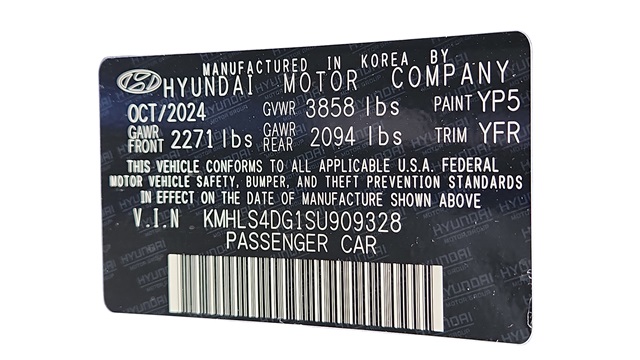 MANUFACTURED IN KOREA BY
HYUNDAI MOTOR COMPANY
OCT/2024 GVWR 3858 lbs PAINT YP5
GAWR FRONT 2271 lbs GAWR REAR 2094 lbs TRIM YFR
THIS VEHICLE CONFORMS TO ALL APPLICABLE U.S.A. FEDERAL
MOTOR VEHICLE SAFETY, BUMPER, AND THEFT PREVENTION STANDARDS
IN EFFECT ON THE DATE OF MANUFACTURE SHOWN ABOVE
V.I.N KMHLS4DG1SU909328
PASSENGER CAR